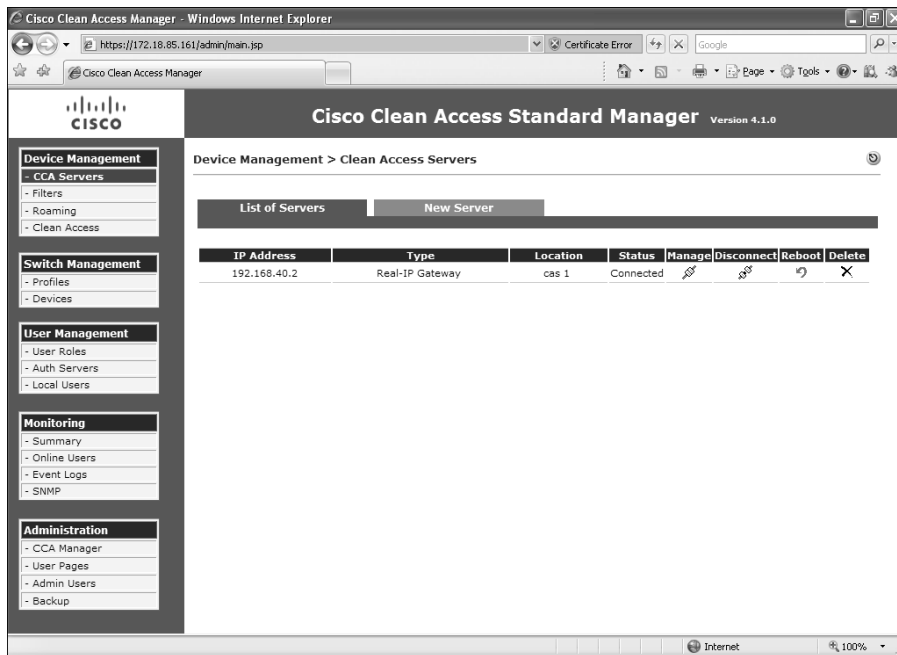 Cisco Clean Access Manager - Windows Internet Explorer
https://172.18.85.161/admin/main.jsp
Certificate Error
Google
Cisco Clean Access Manager
Page
Tools
CISCO
Cisco Clean Access Standard Manager Version 4.1.0
Device Management
- CCA Servers
- Filters
- Roaming
- Clean Access
Switch Management
- Profiles
- Devices
User Management
- User Roles
- Auth Servers
- Local Users
Monitoring
- Summary
- Online Users
- Event Logs
- SNMP
Administration
- CCA Manager
- User Pages
- Admin Users
- Backup
Device Management > Clean Access Servers
List of Servers New Server
IP Address Type Location Status Manage Disconnect Reboot Delete
192.168.40.2 Real-IP Gateway cas 1 Connected
Internet 100%